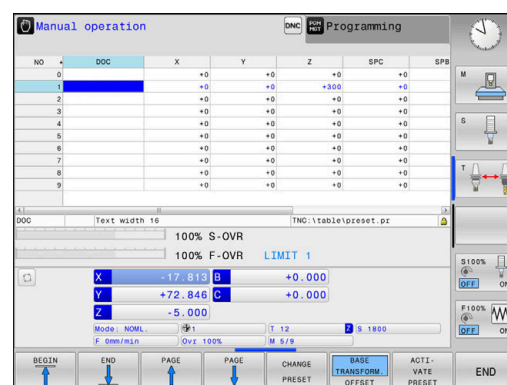 Manual operation DNC PGM MGT Programming
NO DOC X Y Z SPC SPB
0 +0 +0 +0 +0
1 +0 +0 +300 +0
2 +0 +0 +0 +0
3 +0 +0 +0 +0
4 +0 +0 +0 +0
5 +0 +0 +0 +0
6 +0 +0 +0 +0
7 +0 +0 +0 +0
8 +0 +0 +0 +0
9 +0 +0 +0 +0
DOC Text width 16 TNC:\table\preset.pr
100% S-OVR
100% F-OVR LIMIT 1
X -17.813 B +0.000
Y +72.846 C +0.000
Z -5.000
Mode: NOML. 1 T 12 Z S 1800
F 0mm/min Ovr 100% M 5/9
M
S
T
S100%
OFF ON
F100%
OFF ON
BEGIN
END
PAGE
PAGE
CHANGE PRESET
BASE TRANSFORM. OFFSET
ACTI- VATE PRESET
END